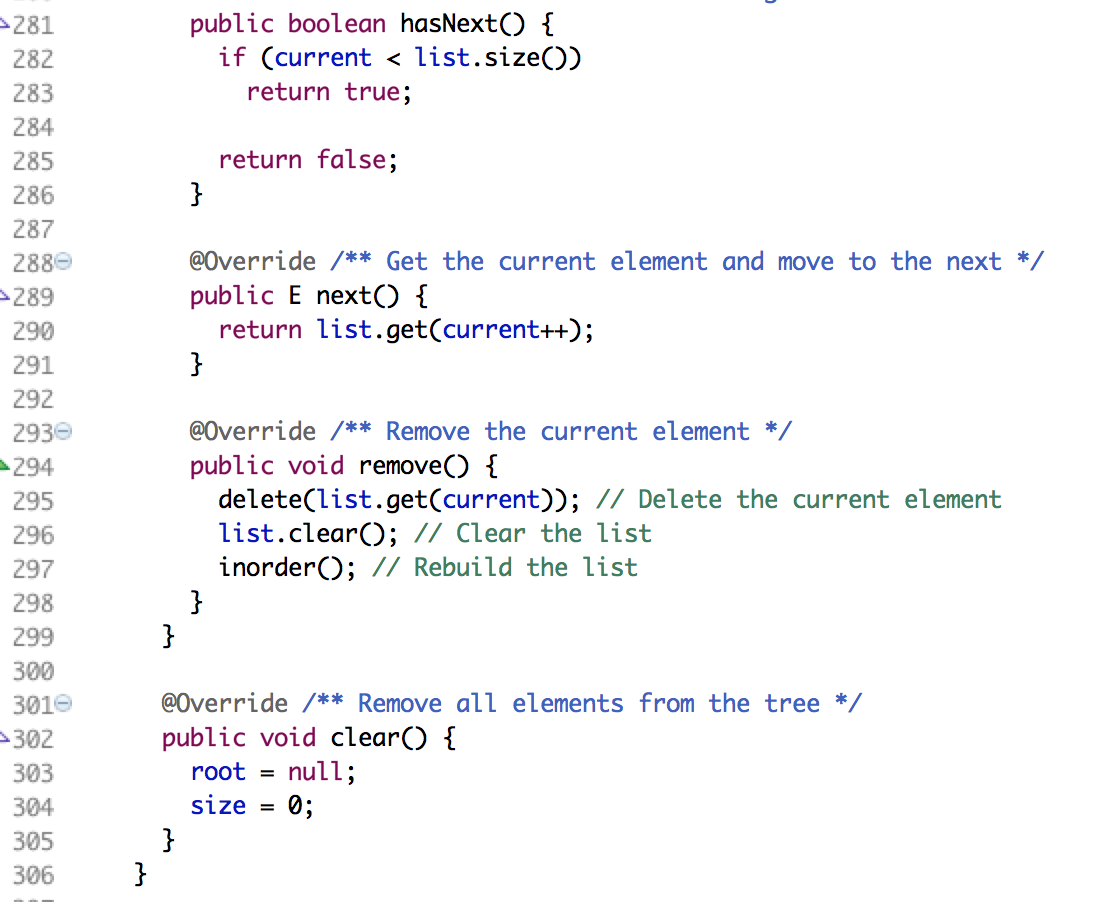 281 public boolean hasNext() {
282 if (current < list.size())
283 return true;
284
285 return false;
286 }
287
288 @Override /** Get the current element and move to the next */
289 public E next() {
290 return list.get(current++);
291 }
292
293 @Override /** Remove the current element */
294 public void remove() {
295 delete(list.get(current)); // Delete the current element
296 list.clear(); // Clear the list
297 inorder(); // Rebuild the list
298 }
299 }
300
301 @Override /** Remove all elements from the tree */
302 public void clear() {
303 root = null;
304 size = 0;
305 }
306 }